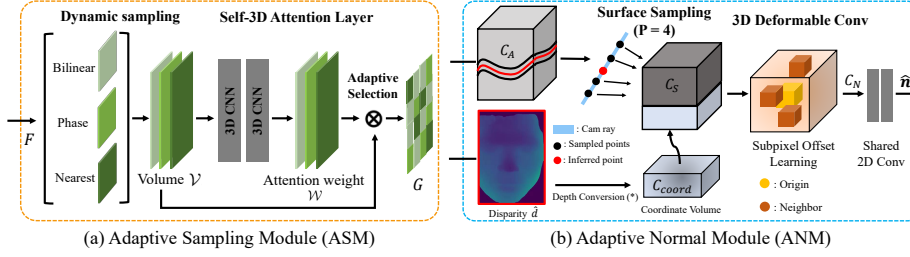 Dynamic sampling
Self-3D Attention Layer
Bilinear
Phase
Nearest
F
Volume 𝒱
3D CNN
3D CNN
Attention weight
𝒲
Adaptive
Selection
G
(a) Adaptive Sampling Module (ASM)
Surface Sampling
(P = 4)
3D Deformable Conv
C_A
C_S
C_N
n̂
: Cam ray
: Sampled points
: Inferred point
Disparity d̂
Depth Conversion (*)
C_coord
Coordinate Volume
Subpixel Offset
Learning
: Origin
: Neighbor
Shared
2D Conv
(b) Adaptive Normal Module (ANM)